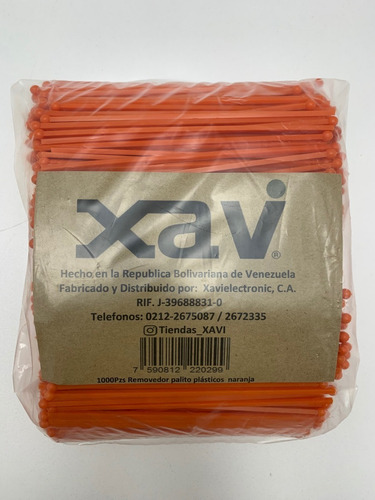 xavi®
Hecho en la Republica Bolivariana de Venezuela
Fabricado y Distribuido por: Xavielectronic, C.A.
RIF. J-39688831-0
Telefonos: 0212-2675087 / 2672335
Tiendas_XAVI
7 590812 220299
1000Pzs Removedor palito plásticos naranja